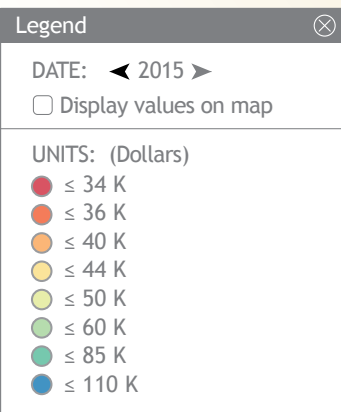 Legend
DATE: 2015
Display values on map
UNITS: (Dollars)
≤ 34 K
≤ 36 K
≤ 40 K
≤ 44 K
≤ 50 K
≤ 60 K
≤ 85 K
≤ 110 K